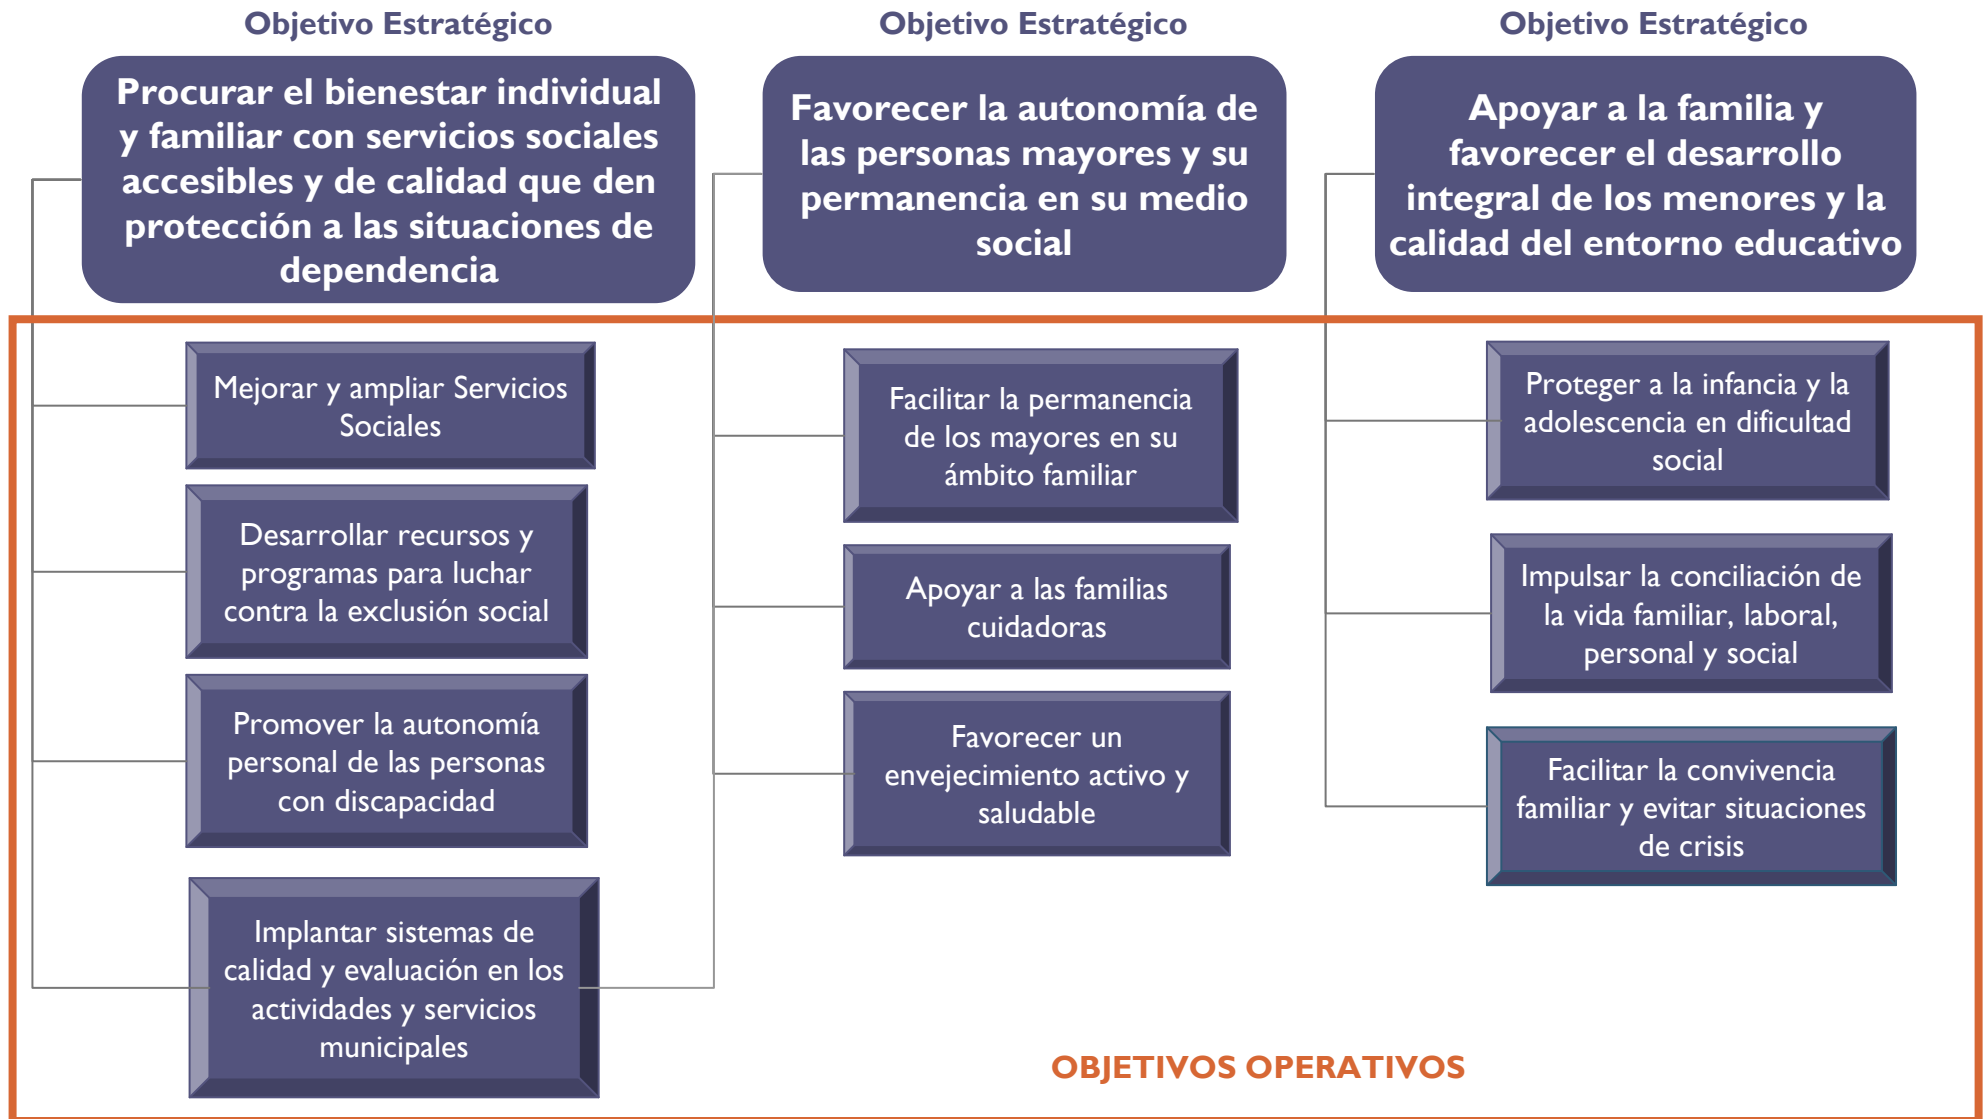 Objetivo Estratégico
Procurar el bienestar individual
y familiar con servicios sociales
accesibles y de calidad que den
protección a las situaciones de
dependencia
Mejorar y ampliar Servicios
Sociales
Desarrollar recursos y
programas para luchar
contra la exclusión social
Promover la autonomía
personal de las personas
con discapacidad
Implantar sistemas de
calidad y evaluación en los
actividades y servicios
municipales
Objetivo Estratégico
Favorecer la autonomía de
las personas mayores y su
permanencia en su medio
social
Facilitar la permanencia
de los mayores en su
ámbito familiar
Apoyar a las familias
cuidadoras
Favorecer un
envejecimiento activo y
saludable
Objetivo Estratégico
Apoyar a la familia y
favorecer el desarrollo
integral de los menores y la
calidad del entorno educativo
Proteger a la infancia y la
adolescencia en dificultad
social
Impulsar la conciliación de
la vida familiar, laboral,
personal y social
Facilitar la convivencia
familiar y evitar situaciones
de crisis
OBJETIVOS OPERATIVOS